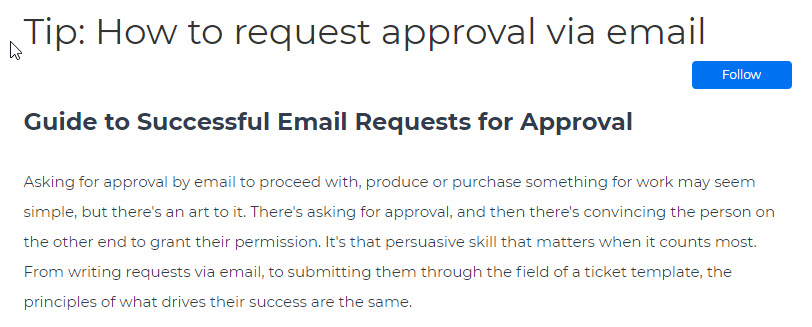 Tip: How to request approval via email
Follow
Guide to Successful Email Requests for Approval
Asking for approval by email to proceed with, produce or purchase something for work may seem
simple, but there's an art to it. There's asking for approval, and then there's convincing the person on
the other end to grant their permission. It's that persuasive skill that matters when it counts most.
From writing requests via email, to submitting them through the field of a ticket template, the
principles of what drives their success are the same.